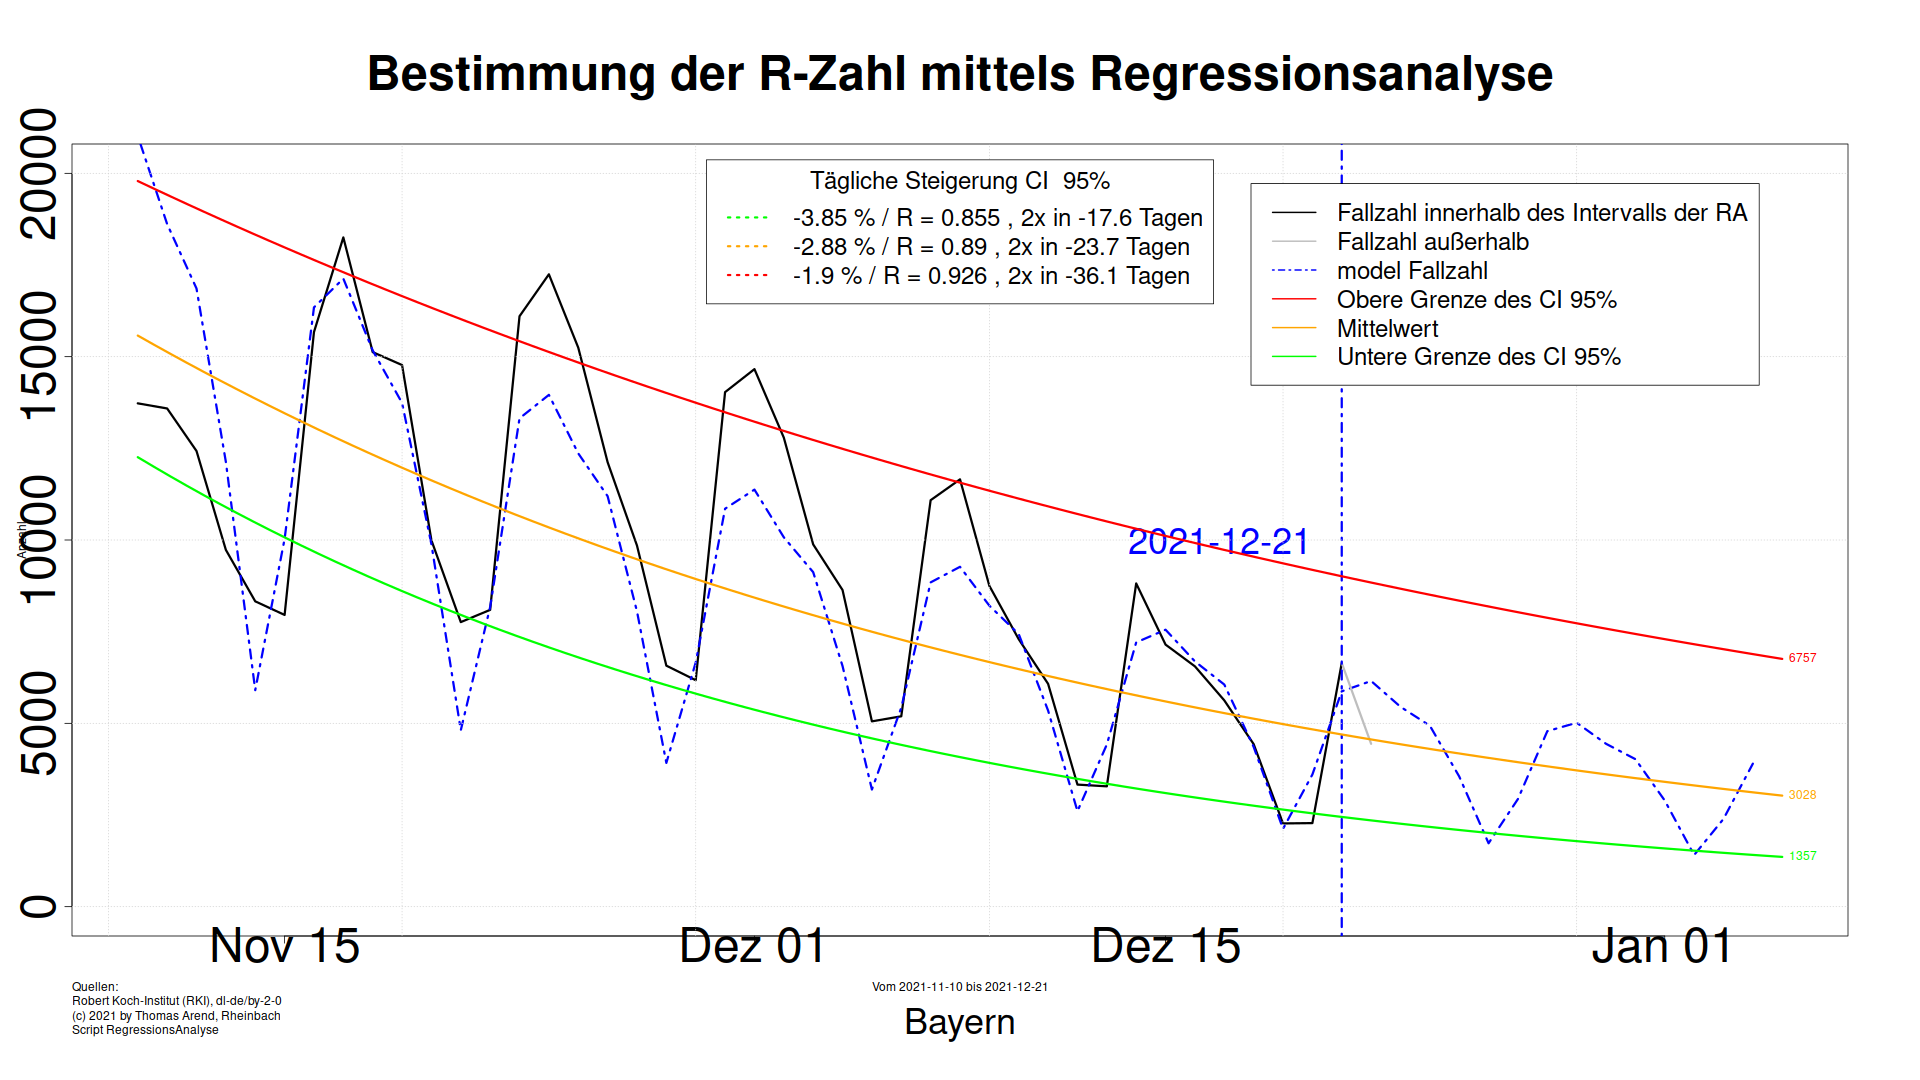 Bestimmung der R-Zahl mittels Regressionsanalyse
20000
15000
10000
5000
0
Anzahl
Tägliche Steigerung CI  95%
-3.85 % / R = 0.855 , 2x in -17.6 Tagen
-2.88 % / R = 0.89 , 2x in -23.7 Tagen
-1.9 % / R = 0.926 , 2x in -36.1 Tagen
Fallzahl innerhalb des Intervalls der RA
Fallzahl außerhalb
model Fallzahl
Obere Grenze des CI 95%
Mittelwert
Untere Grenze des CI 95%
2021-12-21
6757
3028
1357
Nov 15
Dez 01
Dez 15
Jan 01
Quellen:
Robert Koch-Institut (RKI), dl-de/by-2-0
(c) 2021 by Thomas Arend, Rheinbach
Script RegressionsAnalyse
Vom 2021-11-10 bis 2021-12-21
Bayern